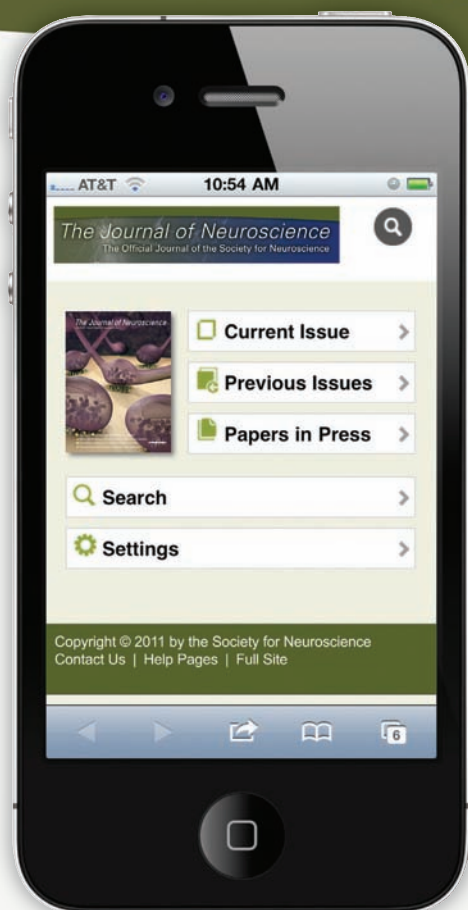 AT&T 10:54 AM
The Journal of Neuroscience
The Official Journal of the Society for Neuroscience
The Journal of Neuroscience
Current Issue
Previous Issues
Papers in Press
Search
Settings
Copyright © 2011 by the Society for Neuroscience
Contact Us | Help Pages | Full Site
6